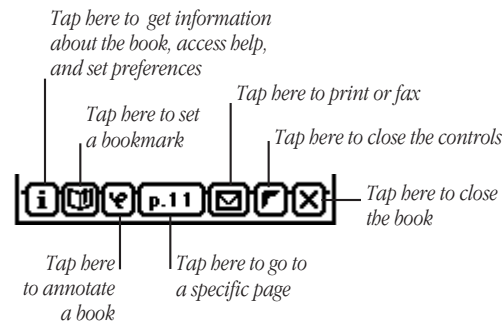 Tap here to get information
about the book, access help,
and set preferences
Tap here to set
a bookmark
Tap here to print or fax
Tap here to close the controls
i
p.11
Tap here to close
the book
Tap here
to annotate
a book
Tap here to go to
a specific page